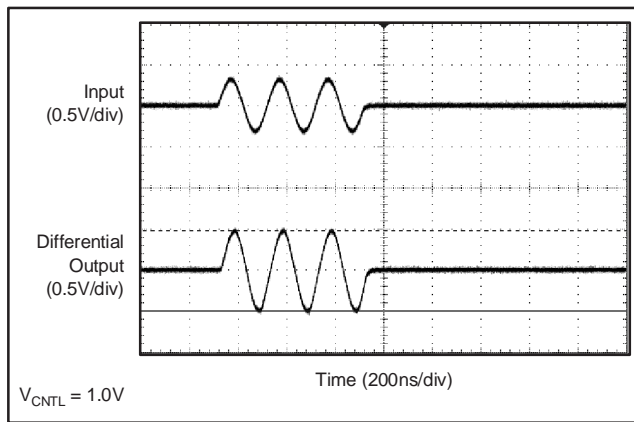 Input
(0.5V/div)
Differential
Output
(0.5V/div)
Time (200ns/div)
V_CNTL = 1.0V